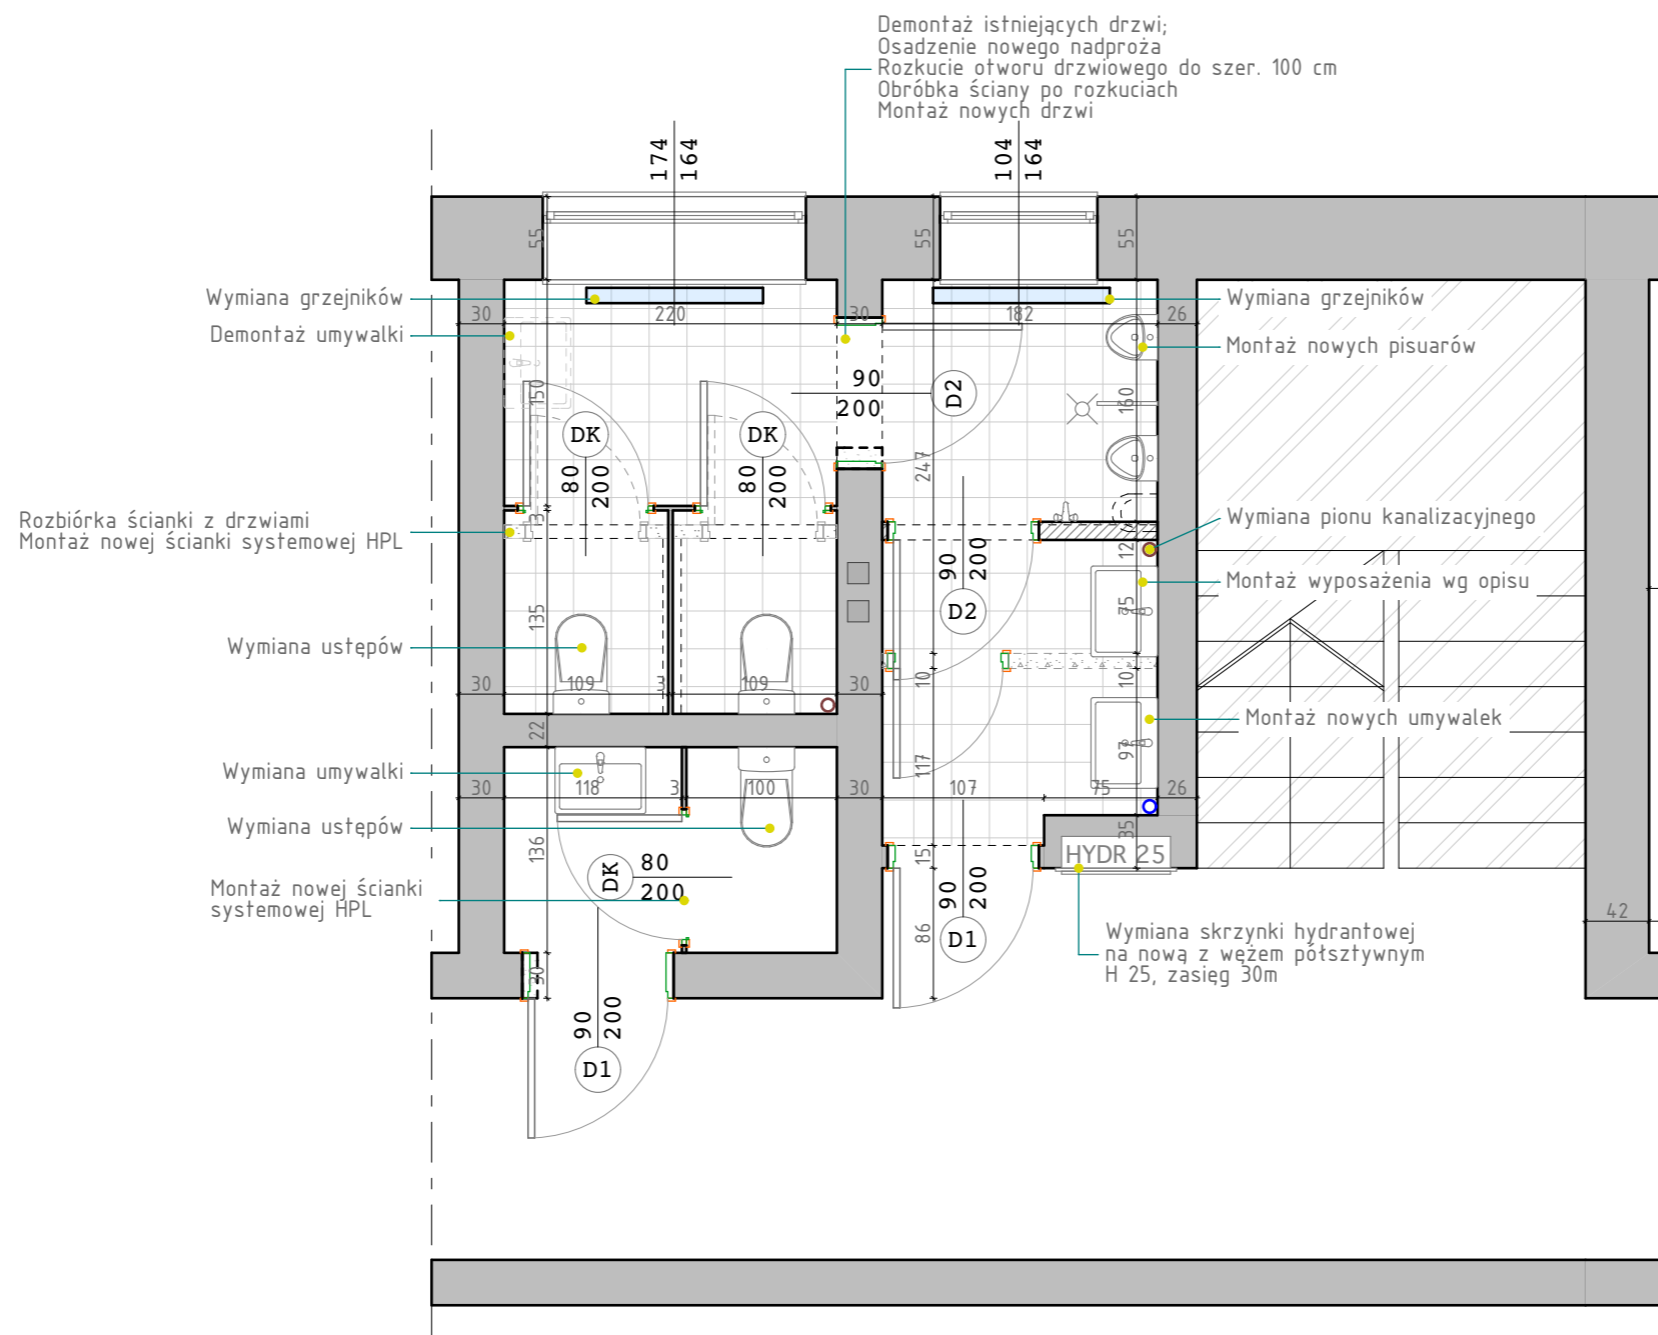 Demontaż istniejących drzwi;
Osadzenie nowego nadproża
Rozkucie otworu drzwiowego do szer. 100 cm
Obróbka ściany po rozkuciach
Montaż nowych drzwi
174
164
104
164
55
55
55
Wymiana grzejników
Wymiana grzejników
30
220
30
182
26
Demontaż umywalki
Montaż nowych pisuarów
150
90
200
D2
160
DK
DK
80
200
80
200
247
Rozbiórka ścianki z drzwiami
Montaż nowej ścianki systemowej HPL
3
Wymiana pionu kanalizacyjnego
12
90
200
D2
Montaż wyposażenia wg opisu
75
135
Wymiana ustępów
30
109
3
109
30
10
10
22
Montaż nowych umywalek
97
117
Wymiana umywalki
30
118
3
100
30
107
75
26
Wymiana ustępów
136
35
15
HYDR 25
DK
80
200
90
200
Montaż nowej ścianki
systemowej HPL
86
D1
Wymiana skrzynki hydrantowej
na nową z wężem półsztywnym
H 25, zasięg 30m
42
30
90
200
D1